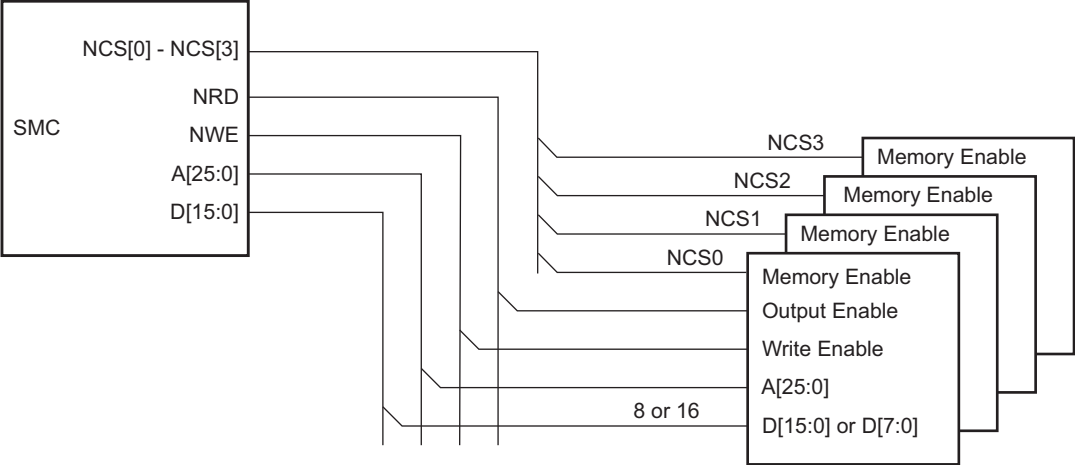 NCS[0] - NCS[3]
NRD
SMC
NWE
A[25:0]
D[15:0]
NCS3
Memory Enable
NCS2
Memory Enable
NCS1
Memory Enable
NCS0
Memory Enable
Output Enable
Write Enable
A[25:0]
8 or 16
D[15:0] or D[7:0]